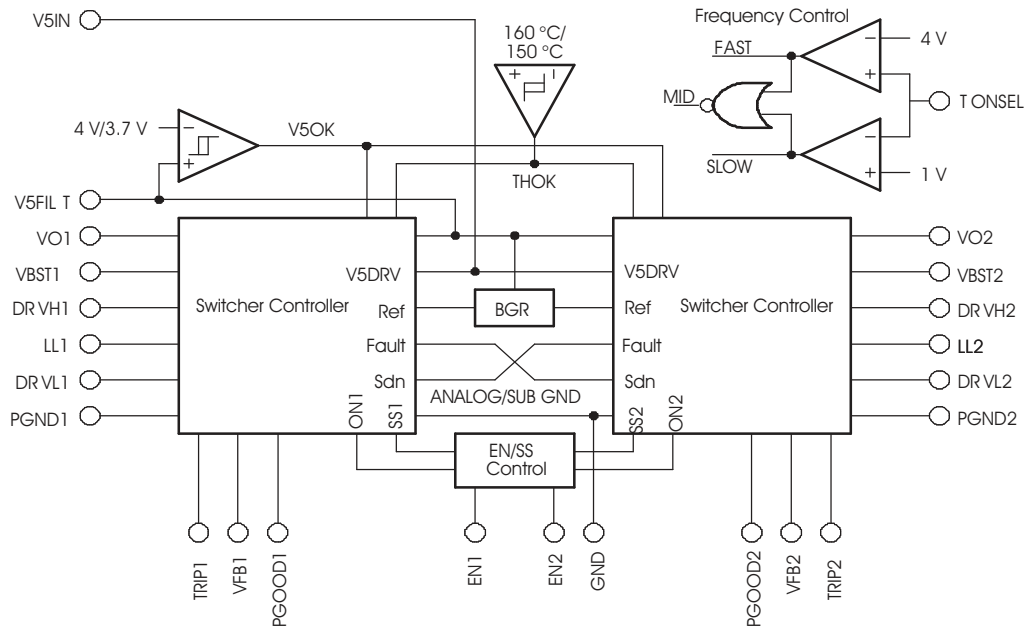 V5IN
160 °C/
150 °C
+
−
Frequency Control
FAST
−
4 V
+
MID
T ONSEL
4 V/3.7 V
−
+
V5OK
THOK
SLOW
−
+
1 V
V5FIL T
VO1
VBST1
DR VH1
LL1
DR VL1
PGND1
Switcher Controller
V5DRV
Ref
Fault
Sdn
ON1
SS1
BGR
ANALOG/SUB GND
EN/SS
Control
Switcher Controller
V5DRV
Ref
Fault
Sdn
SS2
ON2
VO2
VBST2
DR VH2
LL2
DR VL2
PGND2
TRIP1
VFB1
PGOOD1
EN1
EN2
GND
PGOOD2
VFB2
TRIP2